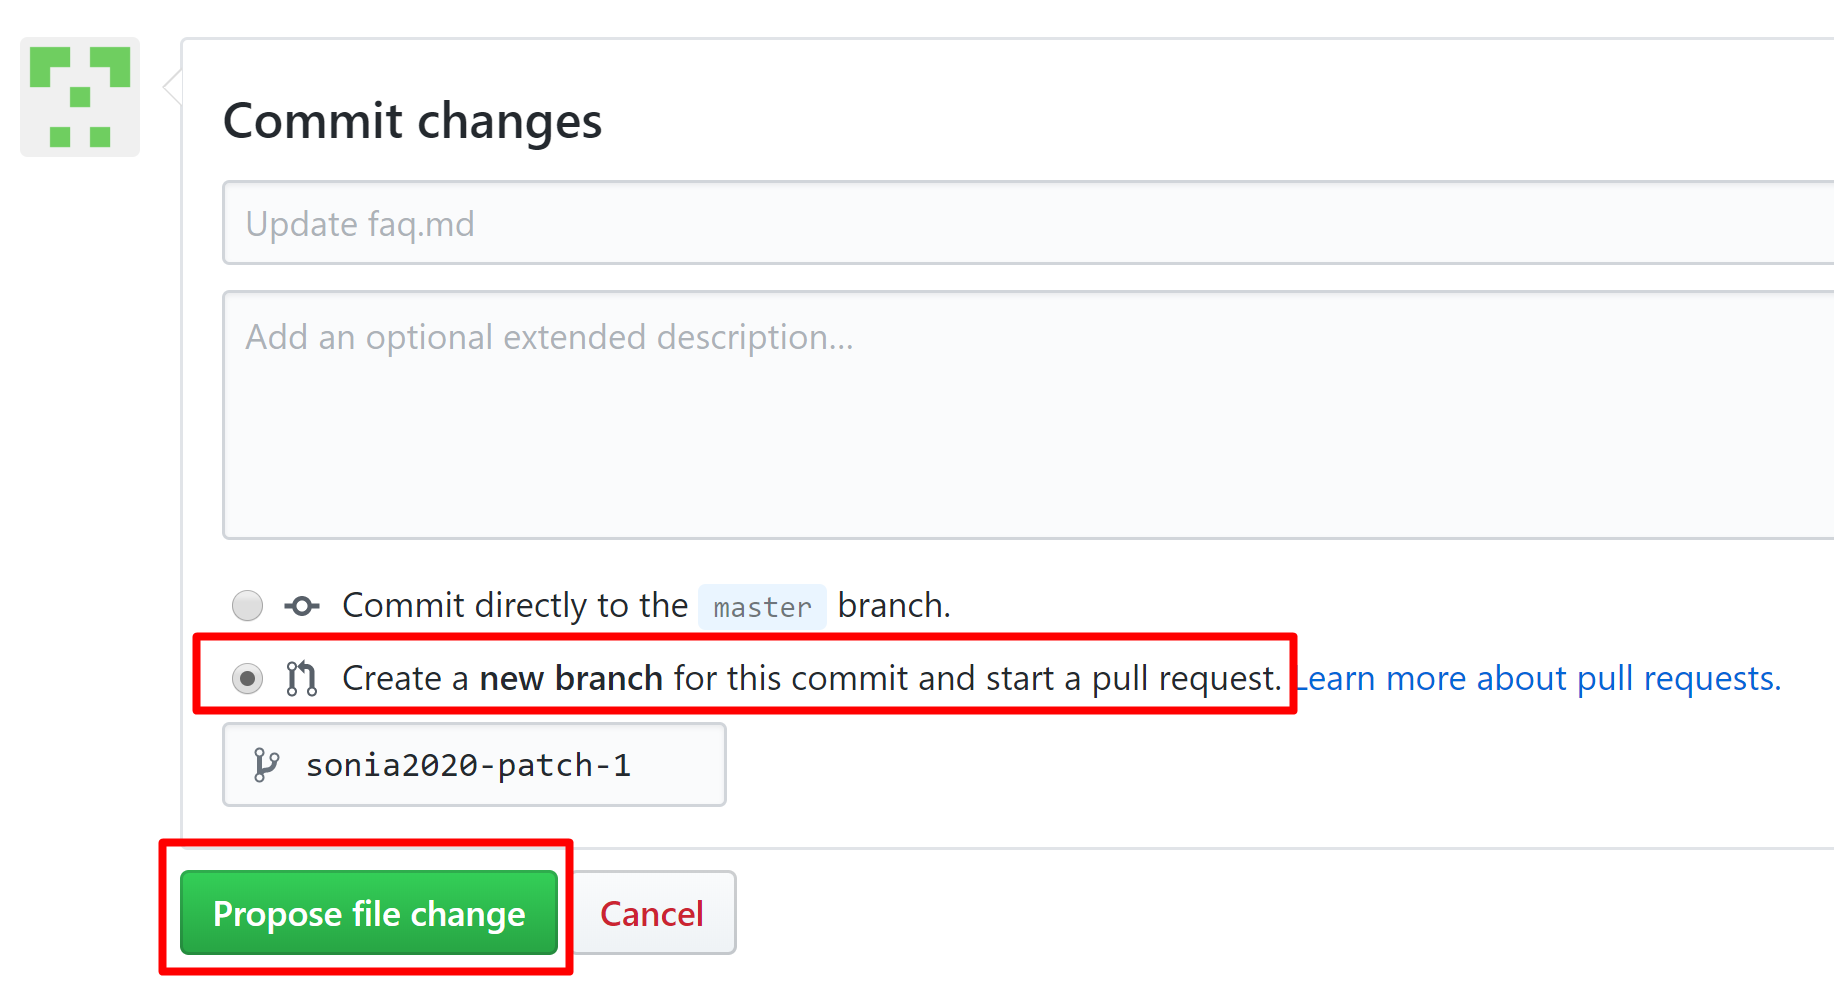 Commit changes
Update faq.md
Add an optional extended description...
Commit directly to the master branch.
Create a new branch for this commit and start a pull request. Learn more about pull requests.
sonia2020-patch-1
Propose file change
Cancel